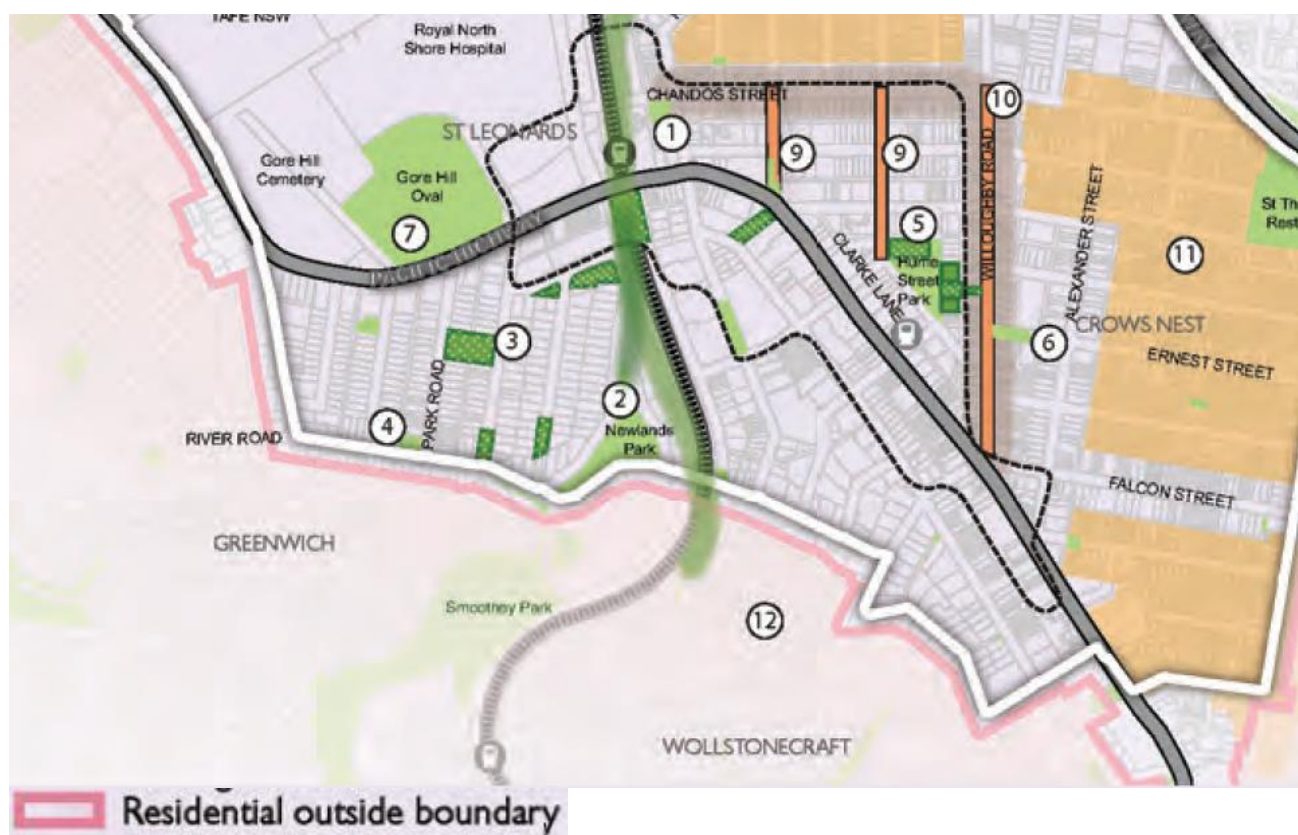 TAFE NSW
Royal North
Shore Hospital
CHANDOS STREET
ST LEONARDS
1
9
9
10
WILLOUGHBY ROAD
ALEXANDER STREET
Gore Hill
Cemetery
Gore Hill
Oval
7
PACIFIC HIGHWAY
5
Hume
Street
Park
CLARKE LANE
11
CROWS NEST
6
ERNEST STREET
3
PARK ROAD
2
Newlands
Park
4
RIVER ROAD
FALCON STREET
GREENWICH
Smoothey Park
12
WOLLSTONECRAFT
Residential outside boundary